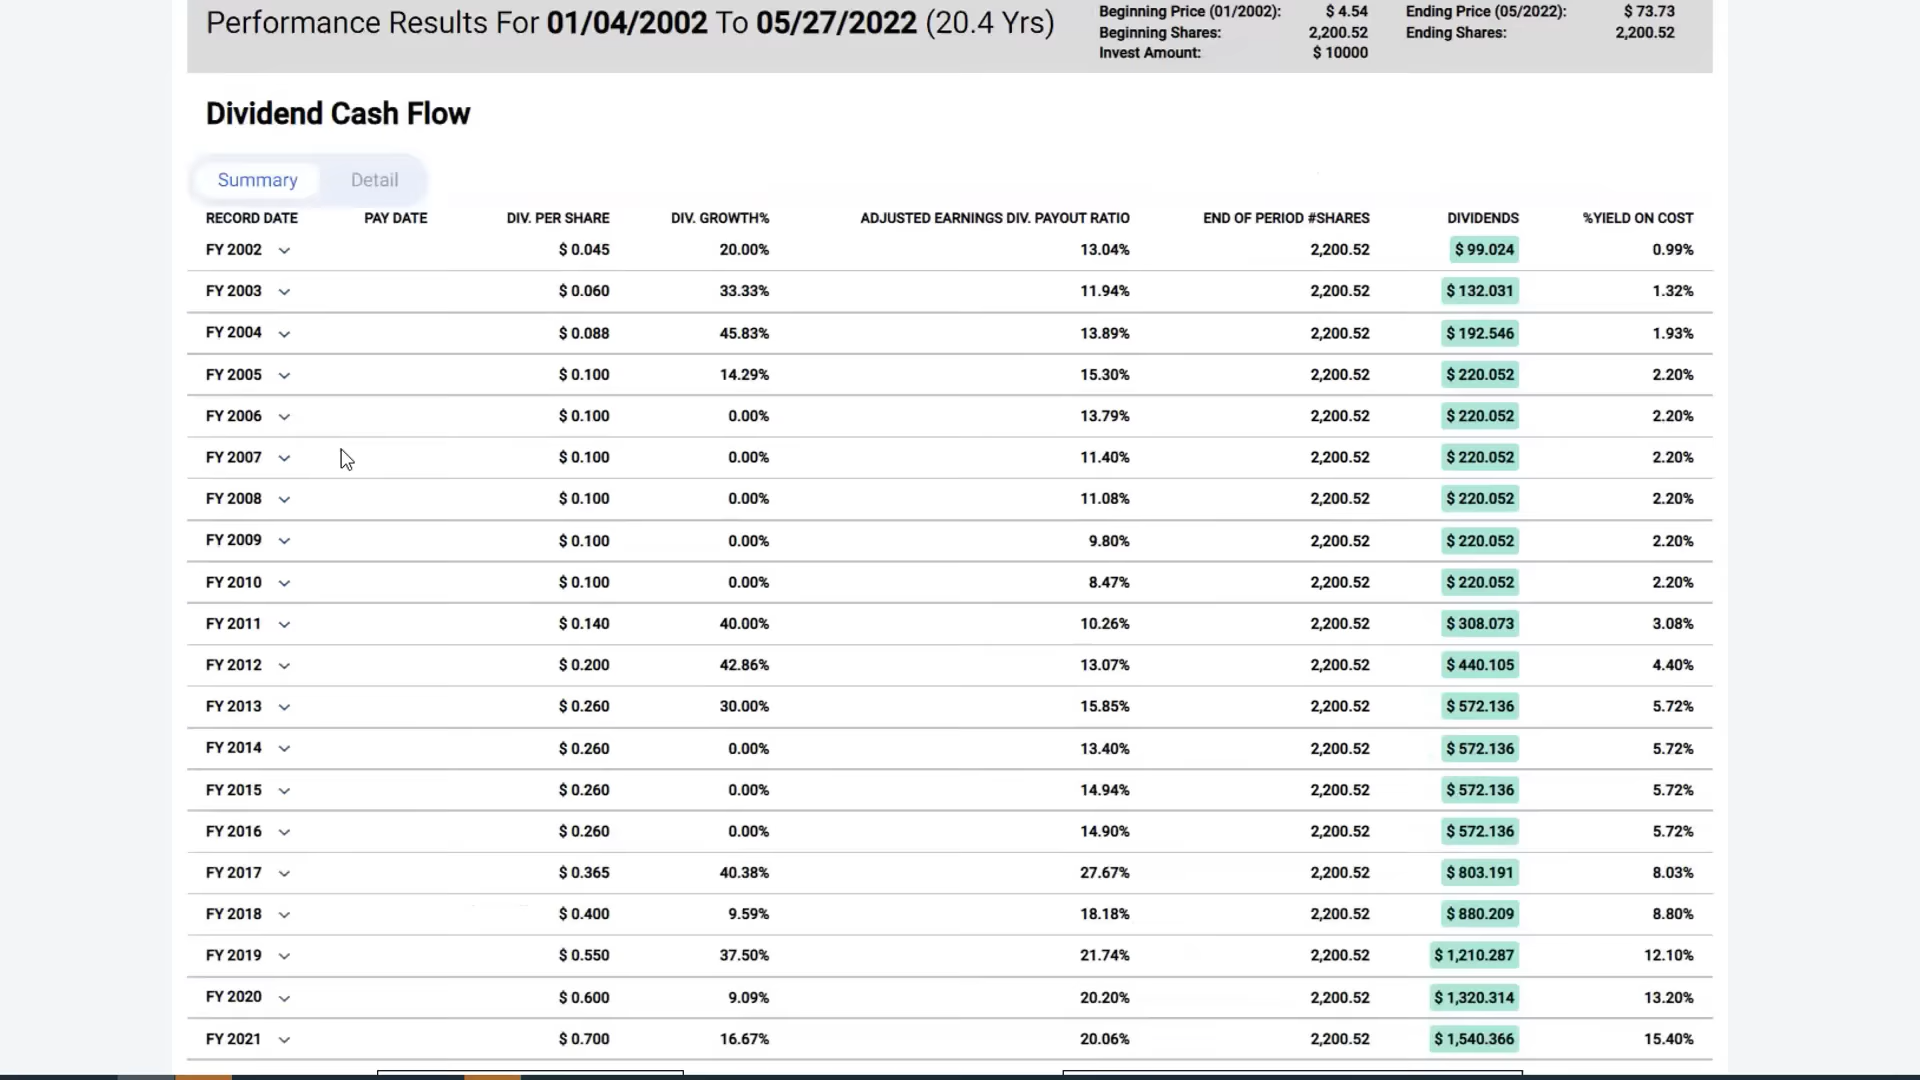 Performance Results For 01/04/2002 To 05/27/2022 (20.4 Yrs)
Beginning Price (01/2002): $ 4.54 Ending Price (05/2022): $ 73.73
Beginning Shares: 2,200.52 Ending Shares: 2,200.52
Invest Amount: $ 10000
Dividend Cash Flow
Summary Detail
RECORD DATE PAY DATE DIV. PER SHARE DIV. GROWTH% ADJUSTED EARNINGS DIV. PAYOUT RATIO END OF PERIOD #SHARES DIVIDENDS %YIELD ON COST
FY 2002 $ 0.045 20.00% 13.04% 2,200.52 $ 99.024 0.99%
FY 2003 $ 0.060 33.33% 11.94% 2,200.52 $ 132.031 1.32%
FY 2004 $ 0.088 45.83% 13.89% 2,200.52 $ 192.546 1.93%
FY 2005 $ 0.100 14.29% 15.30% 2,200.52 $ 220.052 2.20%
FY 2006 $ 0.100 0.00% 13.79% 2,200.52 $ 220.052 2.20%
FY 2007 $ 0.100 0.00% 11.40% 2,200.52 $ 220.052 2.20%
FY 2008 $ 0.100 0.00% 11.08% 2,200.52 $ 220.052 2.20%
FY 2009 $ 0.100 0.00% 9.80% 2,200.52 $ 220.052 2.20%
FY 2010 $ 0.100 0.00% 8.47% 2,200.52 $ 220.052 2.20%
FY 2011 $ 0.140 40.00% 10.26% 2,200.52 $ 308.073 3.08%
FY 2012 $ 0.200 42.86% 13.07% 2,200.52 $ 440.105 4.40%
FY 2013 $ 0.260 30.00% 15.85% 2,200.52 $ 572.136 5.72%
FY 2014 $ 0.260 0.00% 13.40% 2,200.52 $ 572.136 5.72%
FY 2015 $ 0.260 0.00% 14.94% 2,200.52 $ 572.136 5.72%
FY 2016 $ 0.260 0.00% 14.90% 2,200.52 $ 572.136 5.72%
FY 2017 $ 0.365 40.38% 27.67% 2,200.52 $ 803.191 8.03%
FY 2018 $ 0.400 9.59% 18.18% 2,200.52 $ 880.209 8.80%
FY 2019 $ 0.550 37.50% 21.74% 2,200.52 $ 1,210.287 12.10%
FY 2020 $ 0.600 9.09% 20.20% 2,200.52 $ 1,320.314 13.20%
FY 2021 $ 0.700 16.67% 20.06% 2,200.52 $ 1,540.366 15.40%